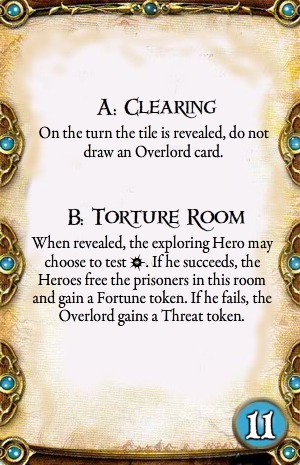 A: Clearing
On the turn the tile is revealed, do not
draw an Overlord card.
B: Torture Room
When revealed, the exploring Hero may
choose to test . If he succeeds, the
Heroes free the prisoners in this room
and gain a Fortune token. If he fails, the
Overlord gains a Threat token.
11